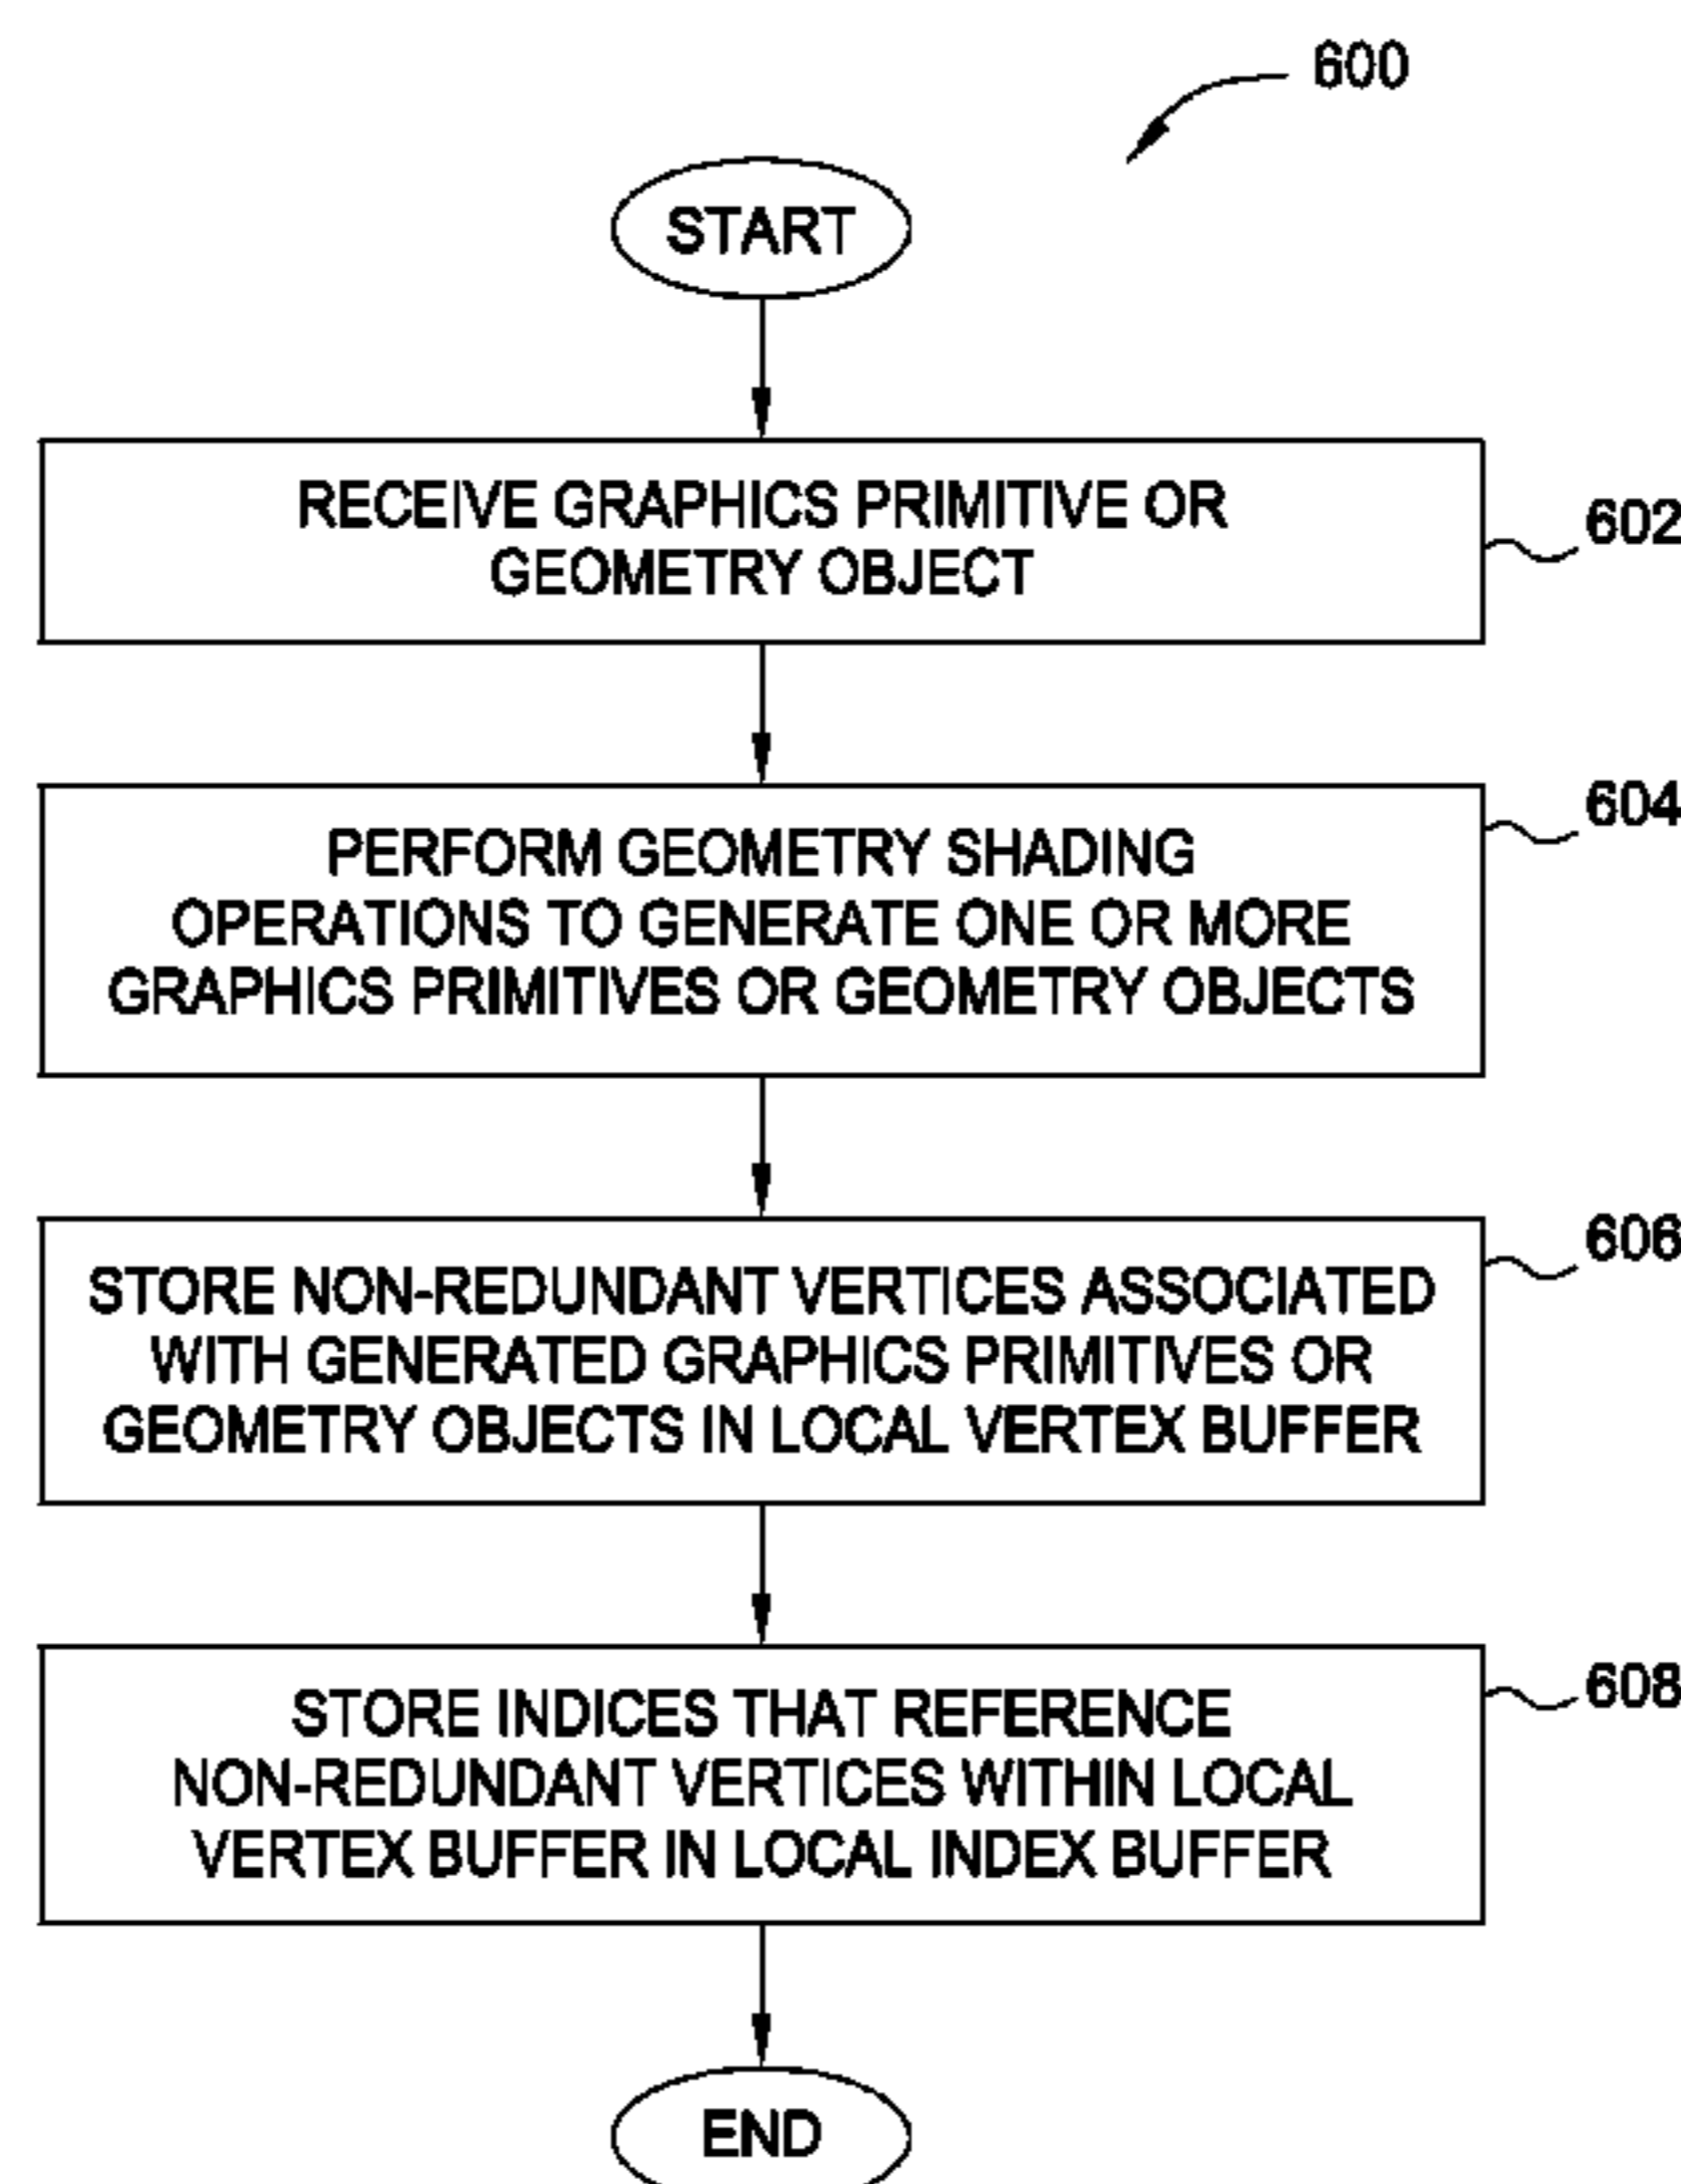 600
START
RECEIVE GRAPHICS PRIMITIVE OR
GEOMETRY OBJECT
602
PERFORM GEOMETRY SHADING
OPERATIONS TO GENERATE ONE OR MORE
GRAPHICS PRIMITIVES OR GEOMETRY OBJECTS
604
STORE NON-REDUNDANT VERTICES ASSOCIATED
WITH GENERATED GRAPHICS PRIMITIVES OR
GEOMETRY OBJECTS IN LOCAL VERTEX BUFFER
606
STORE INDICES THAT REFERENCE
NON-REDUNDANT VERTICES WITHIN LOCAL
VERTEX BUFFER IN LOCAL INDEX BUFFER
608
END